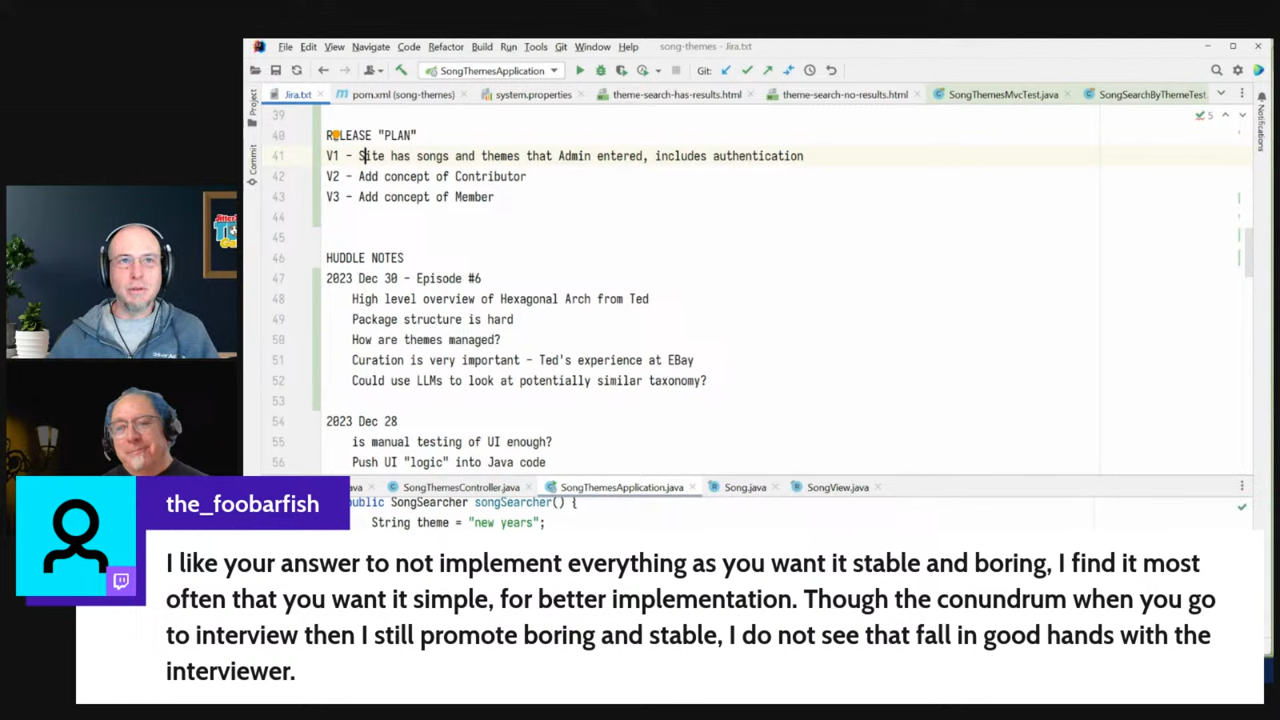 File Edit View Navigate Code Refactor Build Run Tools Git Window Help song-themes - Jira.txt
SongThemesApplication Git:
Jira.txt pom.xml (song-themes) system.properties theme-search-has-results.html theme-search-no-results.html SongThemesMvcTest.java SongSearchByThemeTest
Project
Commit
Notifications
5
39
40 RELEASE "PLAN"
41 V1 - Site has songs and themes that Admin entered, includes authentication
42 V2 - Add concept of Contributor
43 V3 - Add concept of Member
44
45
46 HUDDLE NOTES
47 2023 Dec 30 - Episode #6
48 High level overview of Hexagonal Arch from Ted
49 Package structure is hard
50 How are themes managed?
51 Curation is very important - Ted's experience at EBay
52 Could use LLMs to look at potentially similar taxonomy?
53
54 2023 Dec 28
55 is manual testing of UI enough?
56 Push UI "logic" into Java code
SongThemesController.java SongThemesApplication.java Song.java SongView.java
public SongSearcher songSearcher() {
String theme = "new years";
the_foobarfish
I like your answer to not implement everything as you want it stable and boring, I find it most
often that you want it simple, for better implementation. Though the conundrum when you go
to interview then I still promote boring and stable, I do not see that fall in good hands with the
interviewer.